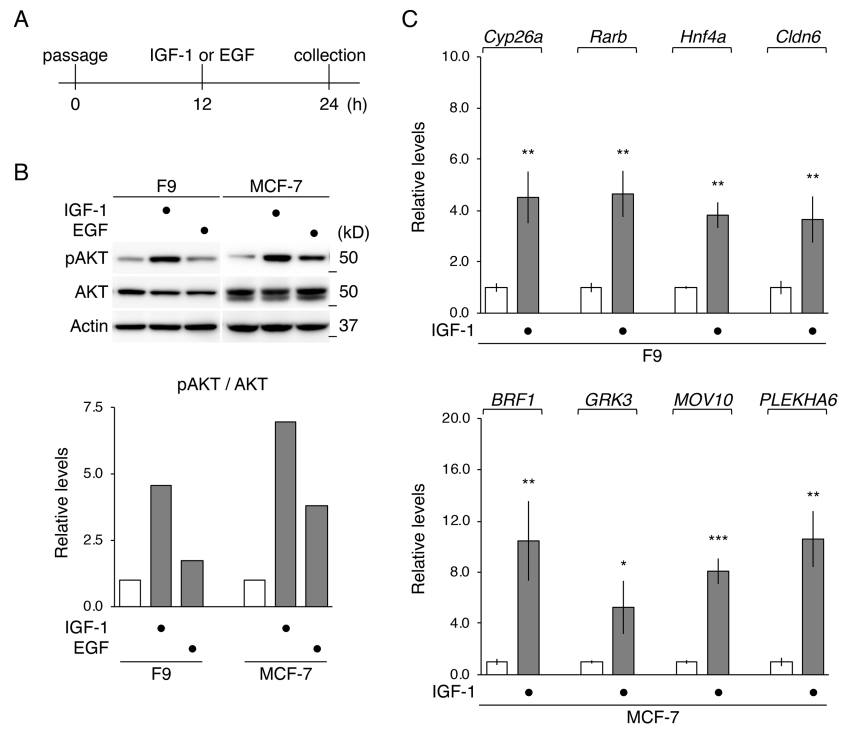 A
passage IGF-1 or EGF collection
0 12 24 (h)
B
F9 MCF-7
IGF-1 ● ●
EGF ● ● (kD)
pAKT 50
AKT 50
Actin 37
pAKT / AKT
7.5
5.0
2.5
0.0
Relative levels
IGF-1 ● ●
EGF ● ●
F9 MCF-7
C
Cyp26a Rarb Hnf4a Cldn6
10.0
8.0
6.0
4.0
2.0
0.0
Relative levels
** ** ** **
IGF-1 ● ● ● ●
F9
BRF1 GRK3 MOV10 PLEKHA6
20.0
16.0
12.0
8.0
4.0
0.0
Relative levels
** * *** **
IGF-1 ● ● ● ●
MCF-7